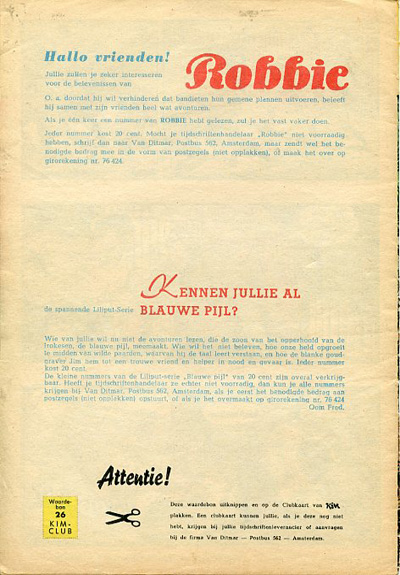 Hallo vrienden!
Robbie
Jullie zullen je zeker interesseren
voor de belevenissen van
O. a. doordat hij wil verhinderen dat bandieten hun gemene plannen uitvoeren, beleeft
hij samen met zijn vrienden heel wat avonturen.
Als je één keer een nummer van ROBBIE hebt gelezen, zul je het vast vaker doen.
Ieder nummer kost 20 cent. Mocht je tijdschriftenhandelaar „Robbie" niet voorradig
hebben, schrijf dan naar Van Ditmar, Postbus 562, Amsterdam, maar zendt wel het be-
nodigde bedrag mee in de vorm van postzegels (niet opplakken), óf maak het over op
girorekening nr. 76424.
KENNEN JULLIE AL
de spannende Liliput-Serie BLAUWE PIJL?
Wie van jullie wil nu niet de avonturen lezen, die de zoon van het opperhoofd van de
Irokesen, de blauwe pijl, meemaakt. Wie wil het niet beleven, hoe onze held opgroeit
te midden van wilde paarden, waarvan hij de taal leert verstaan, en hoe de blanke goud-
graver Jim hem tot een trouwe vriend en helper in nood en gevaar is. Ieder nummer
kost 20 cent.
De kleine nummers van de Liliput-serie „Blauwe pijl" van 20 cent zijn overal verkrijg-
baar. Heeft je tijdschriftenhandelaar ze echter niet voorradig, dan kun je alle nummers
krijgen bij Van Ditmar, Postbus 562, Amsterdam, als je eerst het benodigde bedrag aan
postzegels (niet opplakken) opstuurt, of als je het overmaakt op girorekening nr. 76424
Oom Fred.
Attentie!
Waarde-
bon
26
KIM-
CLUB
Deze waardebon uitknippen en op de Clubkaart van KIM
plakken. Een clubkaart kunnen jullie, als je deze nog niet
hebt, krijgen bij jullie tijdschriftenleverancier of aanvragen
bij de firma Van Ditmar — Postbus 562 — Amsterdam.